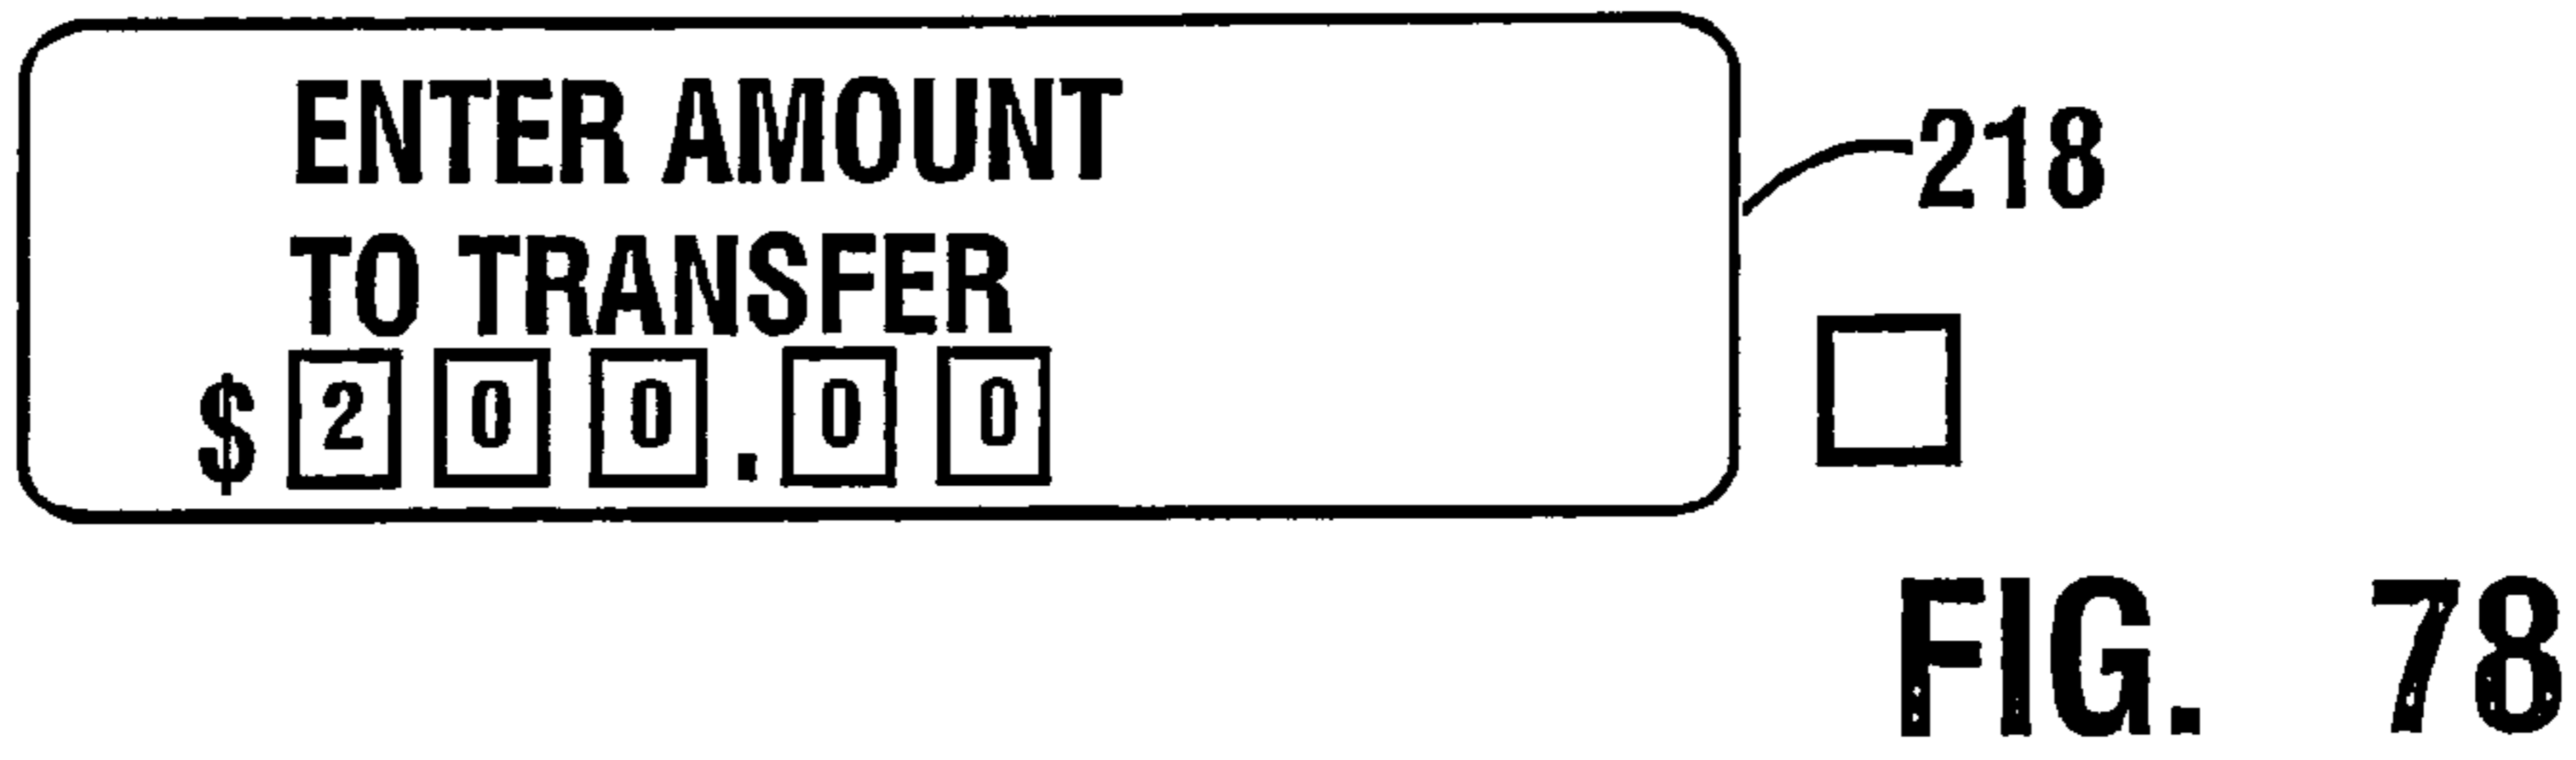 ENTER AMOUNT
TO TRANSFER
$ 2 0 0 . 0 0
218
FIG. 78